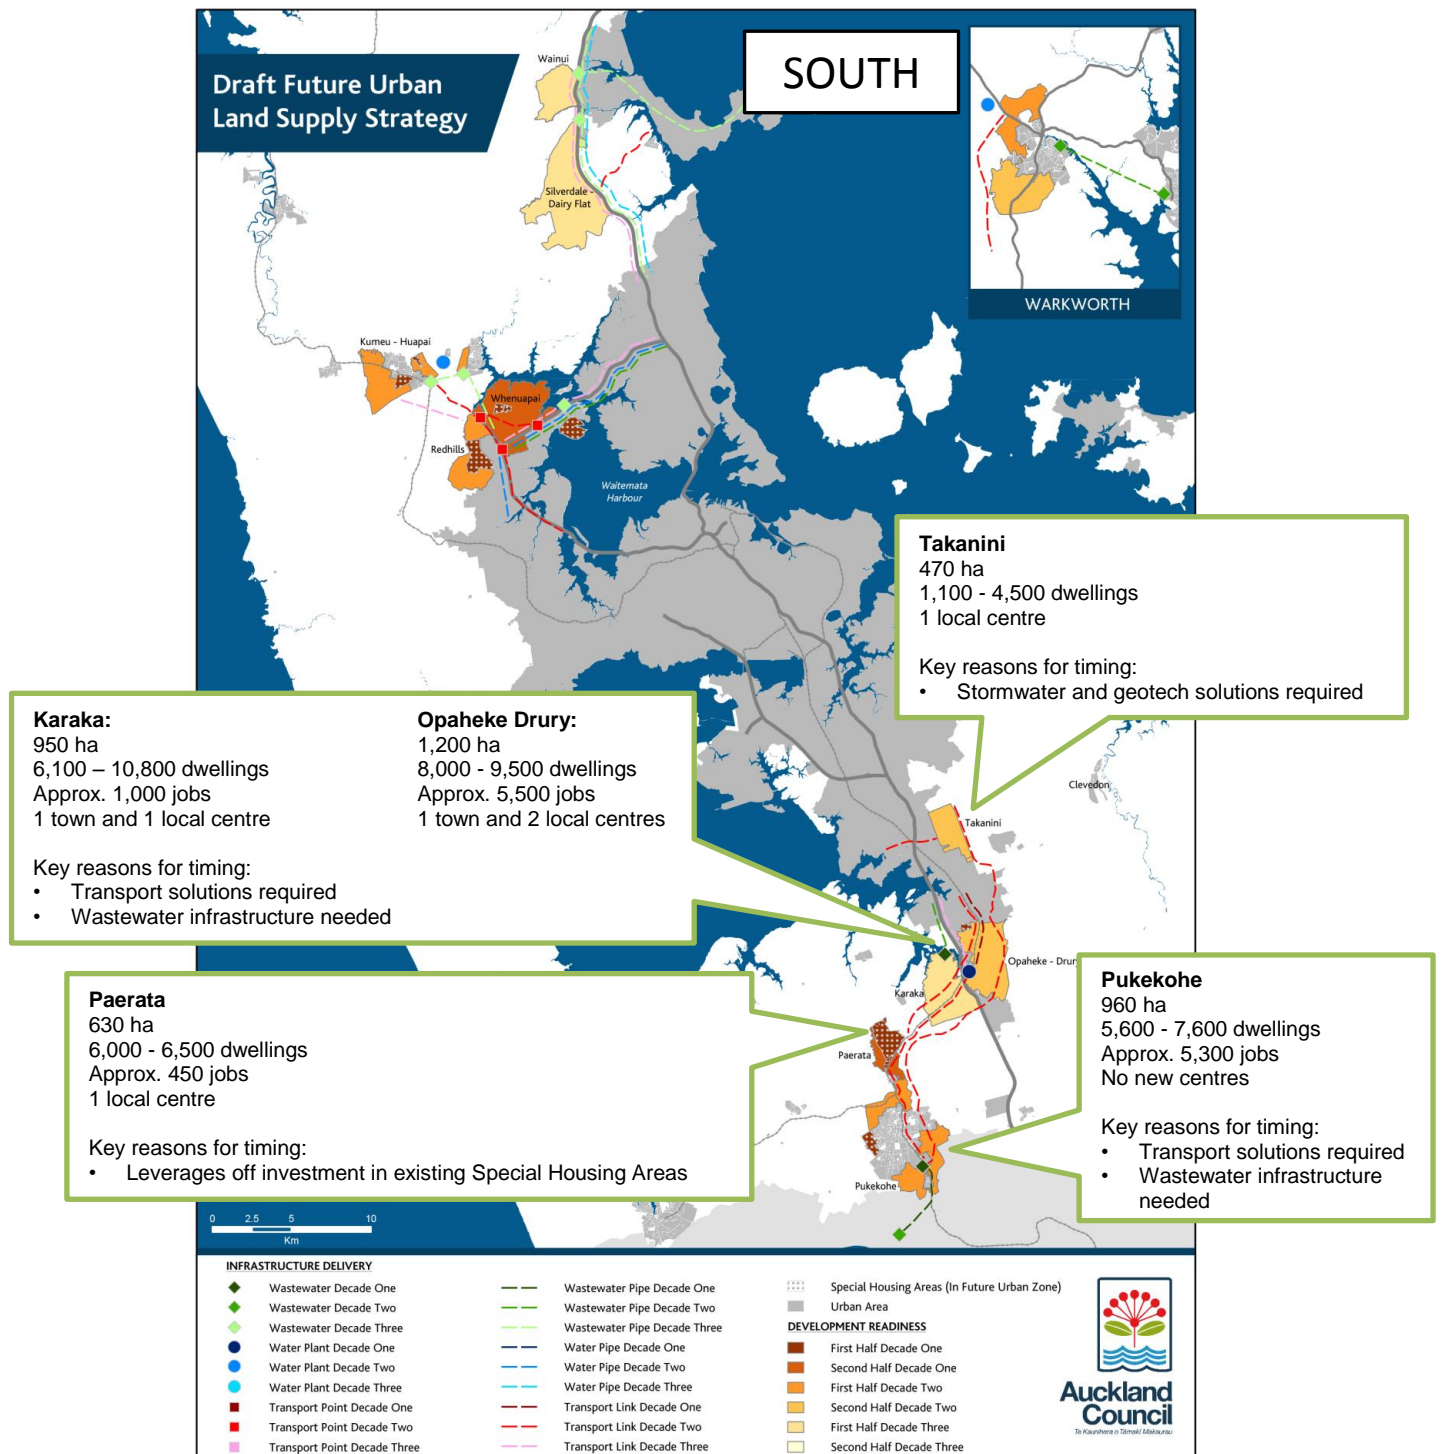 Draft Future Urban
Land Supply Strategy
SOUTH
Wainui
Silverdale -
Dairy Flat
WARKWORTH
Kumeu - Huapai
Whenuapai
Redhills
Waitemata
Harbour
Takanini
470 ha
1,100 - 4,500 dwellings
1 local centre
Key reasons for timing:
• Stormwater and geotech solutions required
Karaka:
950 ha
6,100 – 10,800 dwellings
Approx. 1,000 jobs
1 town and 1 local centre
Opaheke Drury:
1,200 ha
8,000 - 9,500 dwellings
Approx. 5,500 jobs
1 town and 2 local centres
Key reasons for timing:
• Transport solutions required
• Wastewater infrastructure needed
Clevedon
Takanini
Opaheke - Drury
Karaka
Paerata
Pukekohe
Paerata
630 ha
6,000 - 6,500 dwellings
Approx. 450 jobs
1 local centre
Key reasons for timing:
• Leverages off investment in existing Special Housing Areas
Pukekohe
960 ha
5,600 - 7,600 dwellings
Approx. 5,300 jobs
No new centres
Key reasons for timing:
• Transport solutions required
• Wastewater infrastructure
needed
0 2.5 5 10
Km
INFRASTRUCTURE DELIVERY
Wastewater Decade One
Wastewater Decade Two
Wastewater Decade Three
Water Plant Decade One
Water Plant Decade Two
Water Plant Decade Three
Transport Point Decade One
Transport Point Decade Two
Transport Point Decade Three
Wastewater Pipe Decade One
Wastewater Pipe Decade Two
Wastewater Pipe Decade Three
Water Pipe Decade One
Water Pipe Decade Two
Water Pipe Decade Three
Transport Link Decade One
Transport Link Decade Two
Transport Link Decade Three
Special Housing Areas (In Future Urban Zone)
Urban Area
DEVELOPMENT READINESS
First Half Decade One
Second Half Decade One
First Half Decade Two
Second Half Decade Two
First Half Decade Three
Second Half Decade Three
Auckland
Council
Te Kaunihera o Tāmaki Makaurau